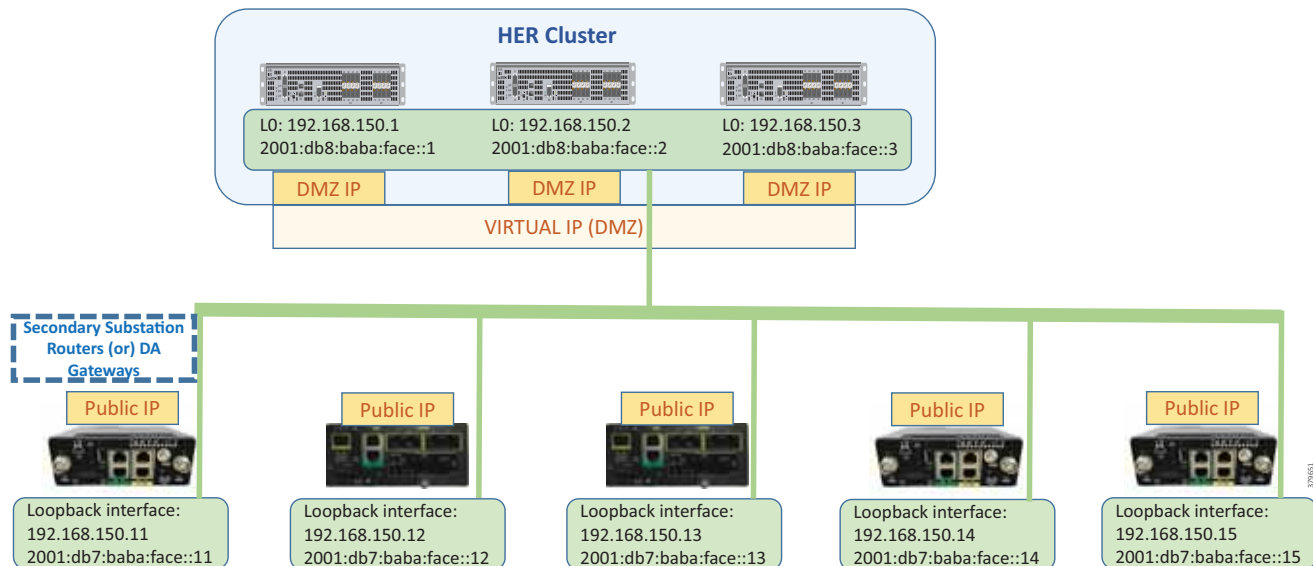 HER Cluster
L0: 192.168.150.1
2001:db8:baba:face::1
L0: 192.168.150.2
2001:db8:baba:face::2
L0: 192.168.150.3
2001:db8:baba:face::3
DMZ IP
DMZ IP
DMZ IP
VIRTUAL IP (DMZ)
Secondary Substation
Routers (or) DA
Gateways
Public IP
Public IP
Public IP
Public IP
Public IP
Loopback interface:
192.168.150.11
2001:db7:baba:face::11
Loopback interface:
192.168.150.12
2001:db7:baba:face::12
Loopback interface:
192.168.150.13
2001:db7:baba:face::13
Loopback interface:
192.168.150.14
2001:db7:baba:face::14
Loopback interface:
192.168.150.15
2001:db7:baba:face::15
379651